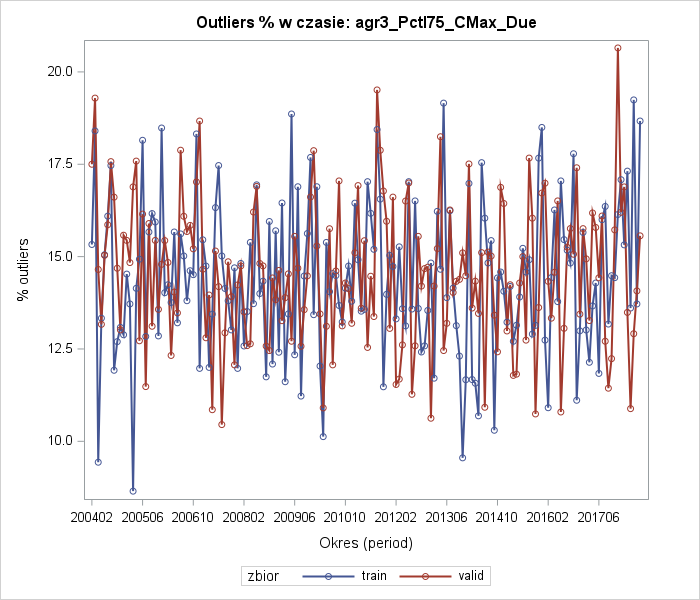 Outliers % w czasie: agr3_Pctl75_CMax_Due
% outliers
20.0
17.5
15.0
12.5
10.0
200402 200506 200610 200802 200906 201010 201202 201306 201410 201602 201706
Okres (period)
zbior train valid